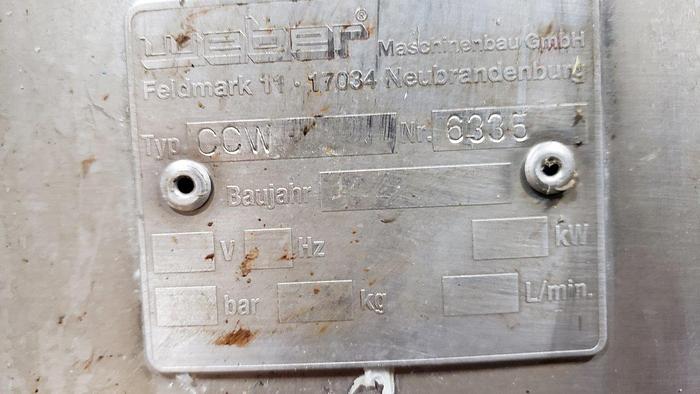 weber® Maschinenbau GmbH
Feldmark 11 · 17034 Neubrandenburg
Typ CCW Nr. 6335
Baujahr
V Hz kW
bar kg L/min.